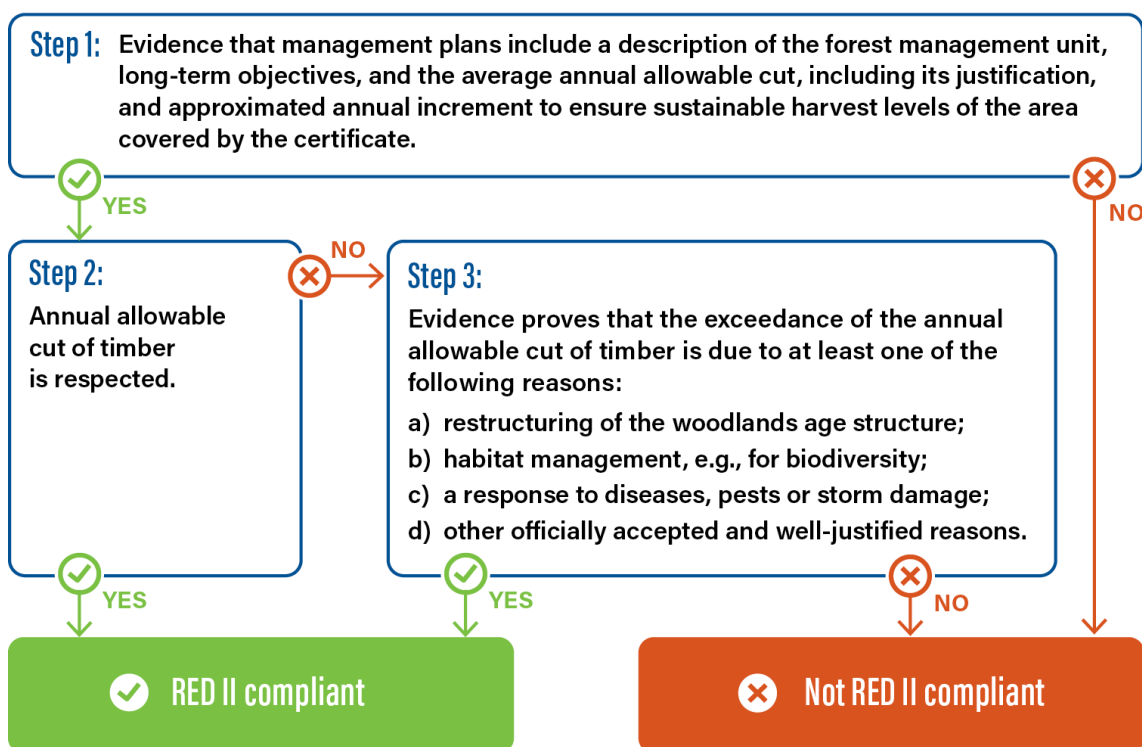 Step 1: Evidence that management plans include a description of the forest management unit,
long-term objectives, and the average annual allowable cut, including its justification,
and approximated annual increment to ensure sustainable harvest levels of the area
covered by the certificate.
YES
NO
Step 2:
Annual allowable
cut of timber
is respected.
NO
Step 3:
Evidence proves that the exceedance of the annual
allowable cut of timber is due to at least one of the
following reasons:
a) restructuring of the woodlands age structure;
b) habitat management, e.g., for biodiversity;
c) a response to diseases, pests or storm damage;
d) other officially accepted and well-justified reasons.
YES
YES
NO
RED II compliant
Not RED II compliant